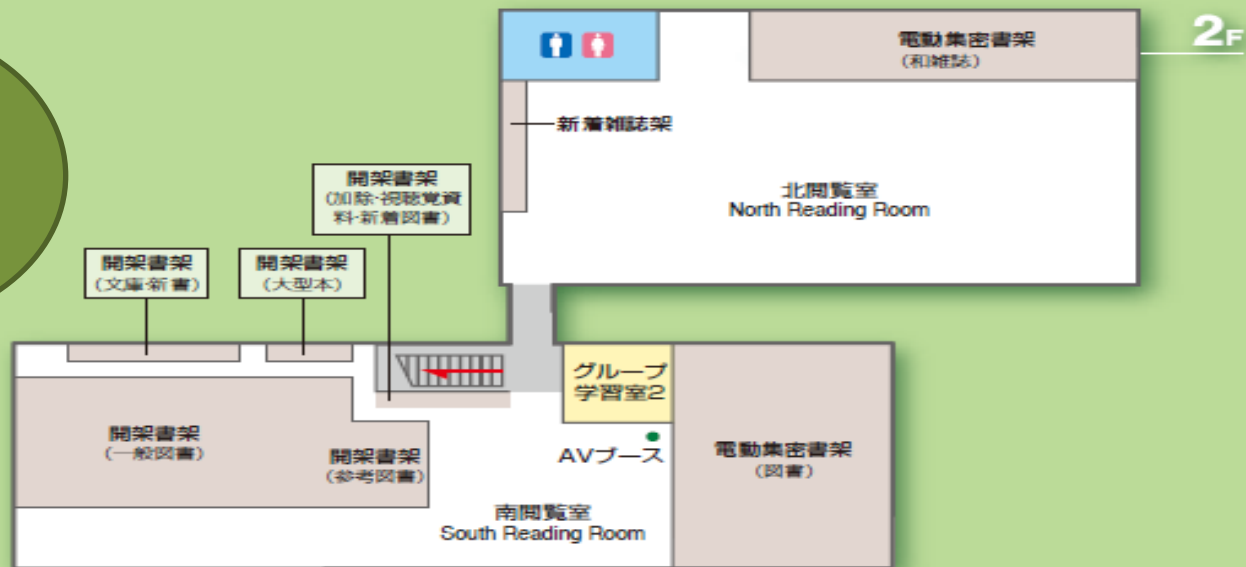 2F
電動集密書架
(和雑誌)
新着雑誌架
北閲覧室
North Reading Room
開架書架
(加除・視聴覚資
料・新着図書)
開架書架
(文庫・新書)
開架書架
(大型本)
グループ
学習室2
開架書架
(一般図書)
開架書架
(参考図書)
AVブース
電動集密書架
(図書)
南閲覧室
South Reading Room